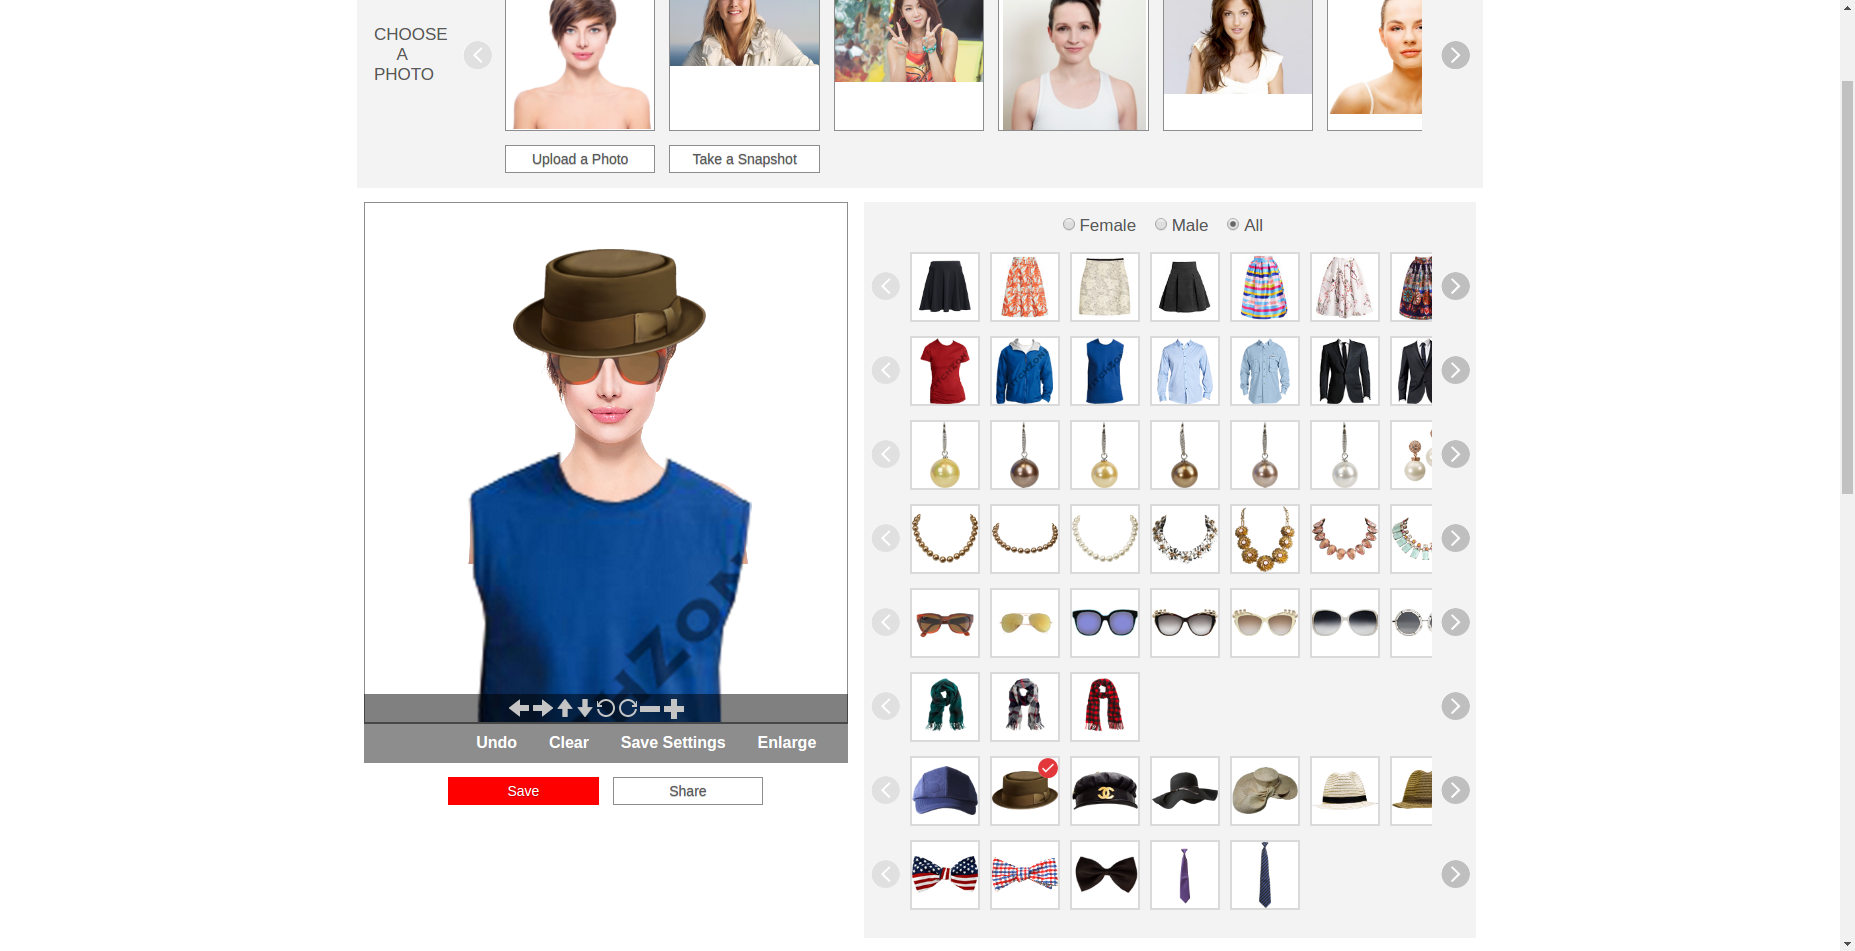 CHOOSE
A
PHOTO
Upload a Photo
Take a Snapshot
Female
Male
All
Undo
Clear
Save Settings
Enlarge
Save
Share